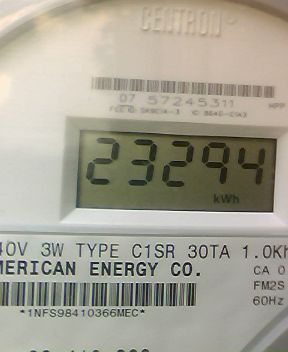 CENTRON
07 57245311
23294
kWh
40V 3W TYPE C1SR 30TA 1.0Kh
MERICAN ENERGY CO.
CA 0
FM2S
60Hz
*1NFS98410366MEC*